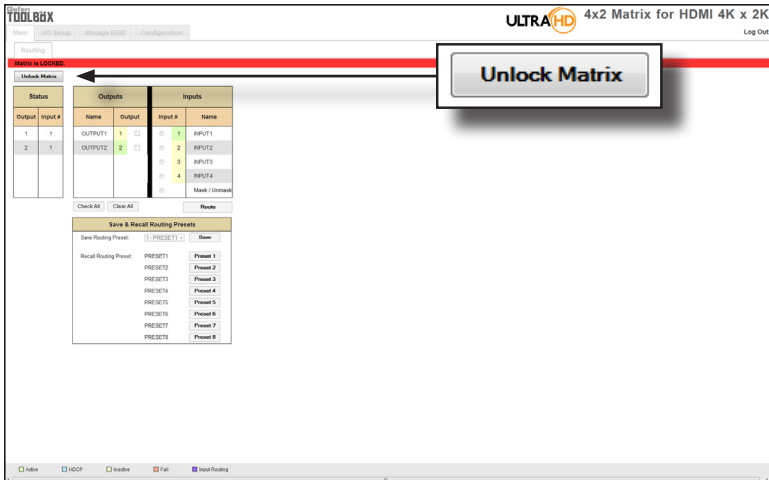 Gefen
TOOLBOX
ULTRA HD 4x2 Matrix for HDMI 4K x 2K
Main I/O Setup Manage EDID Configuration
Log Out
Routing
Matrix is LOCKED.
Unlock Matrix
Unlock Matrix
Status Outputs Inputs
Output Input # Name Output Input # Name
1 1 OUTPUT1 1 1 INPUT1
2 1 OUTPUT2 2 2 INPUT2
3 INPUT3
4 INPUT4
Mask / Unmask
Check All Clear All Route
Save & Recall Routing Presets
Save Routing Preset: 1 - PRESET1 Save
Recall Routing Preset: PRESET1 Preset 1
PRESET2 Preset 2
PRESET3 Preset 3
PRESET4 Preset 4
PRESET5 Preset 5
PRESET6 Preset 6
PRESET7 Preset 7
PRESET8 Preset 8
Active HDCP Inactive Fail Input Routing